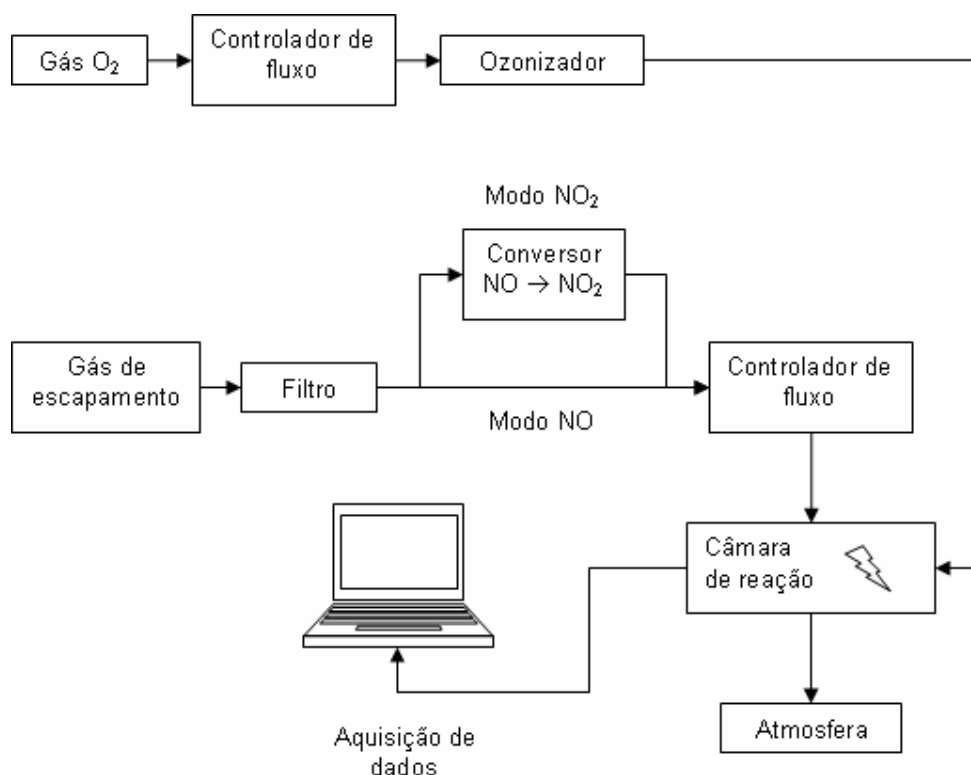 Gás O₂
Controlador de
fluxo
Ozonizador
Modo NO₂
Conversor
NO → NO₂
Gás de
escapamento
Filtro
Modo NO
Controlador de
fluxo
Câmara
de reação
Aquisição de
dados
Atmosfera